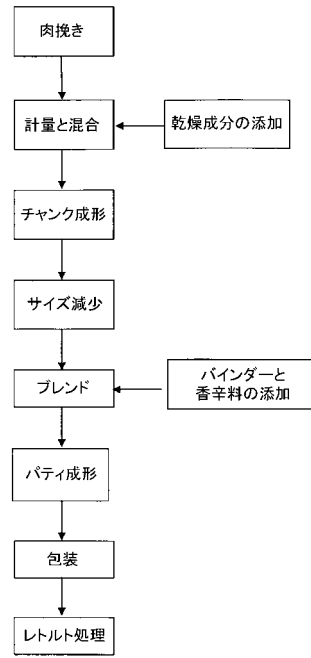 肉挽き
計量と混合
乾燥成分の添加
チャンク成形
サイズ減少
ブレンド
バインダーと
香辛料の添加
パティ成形
包装
レトルト処理